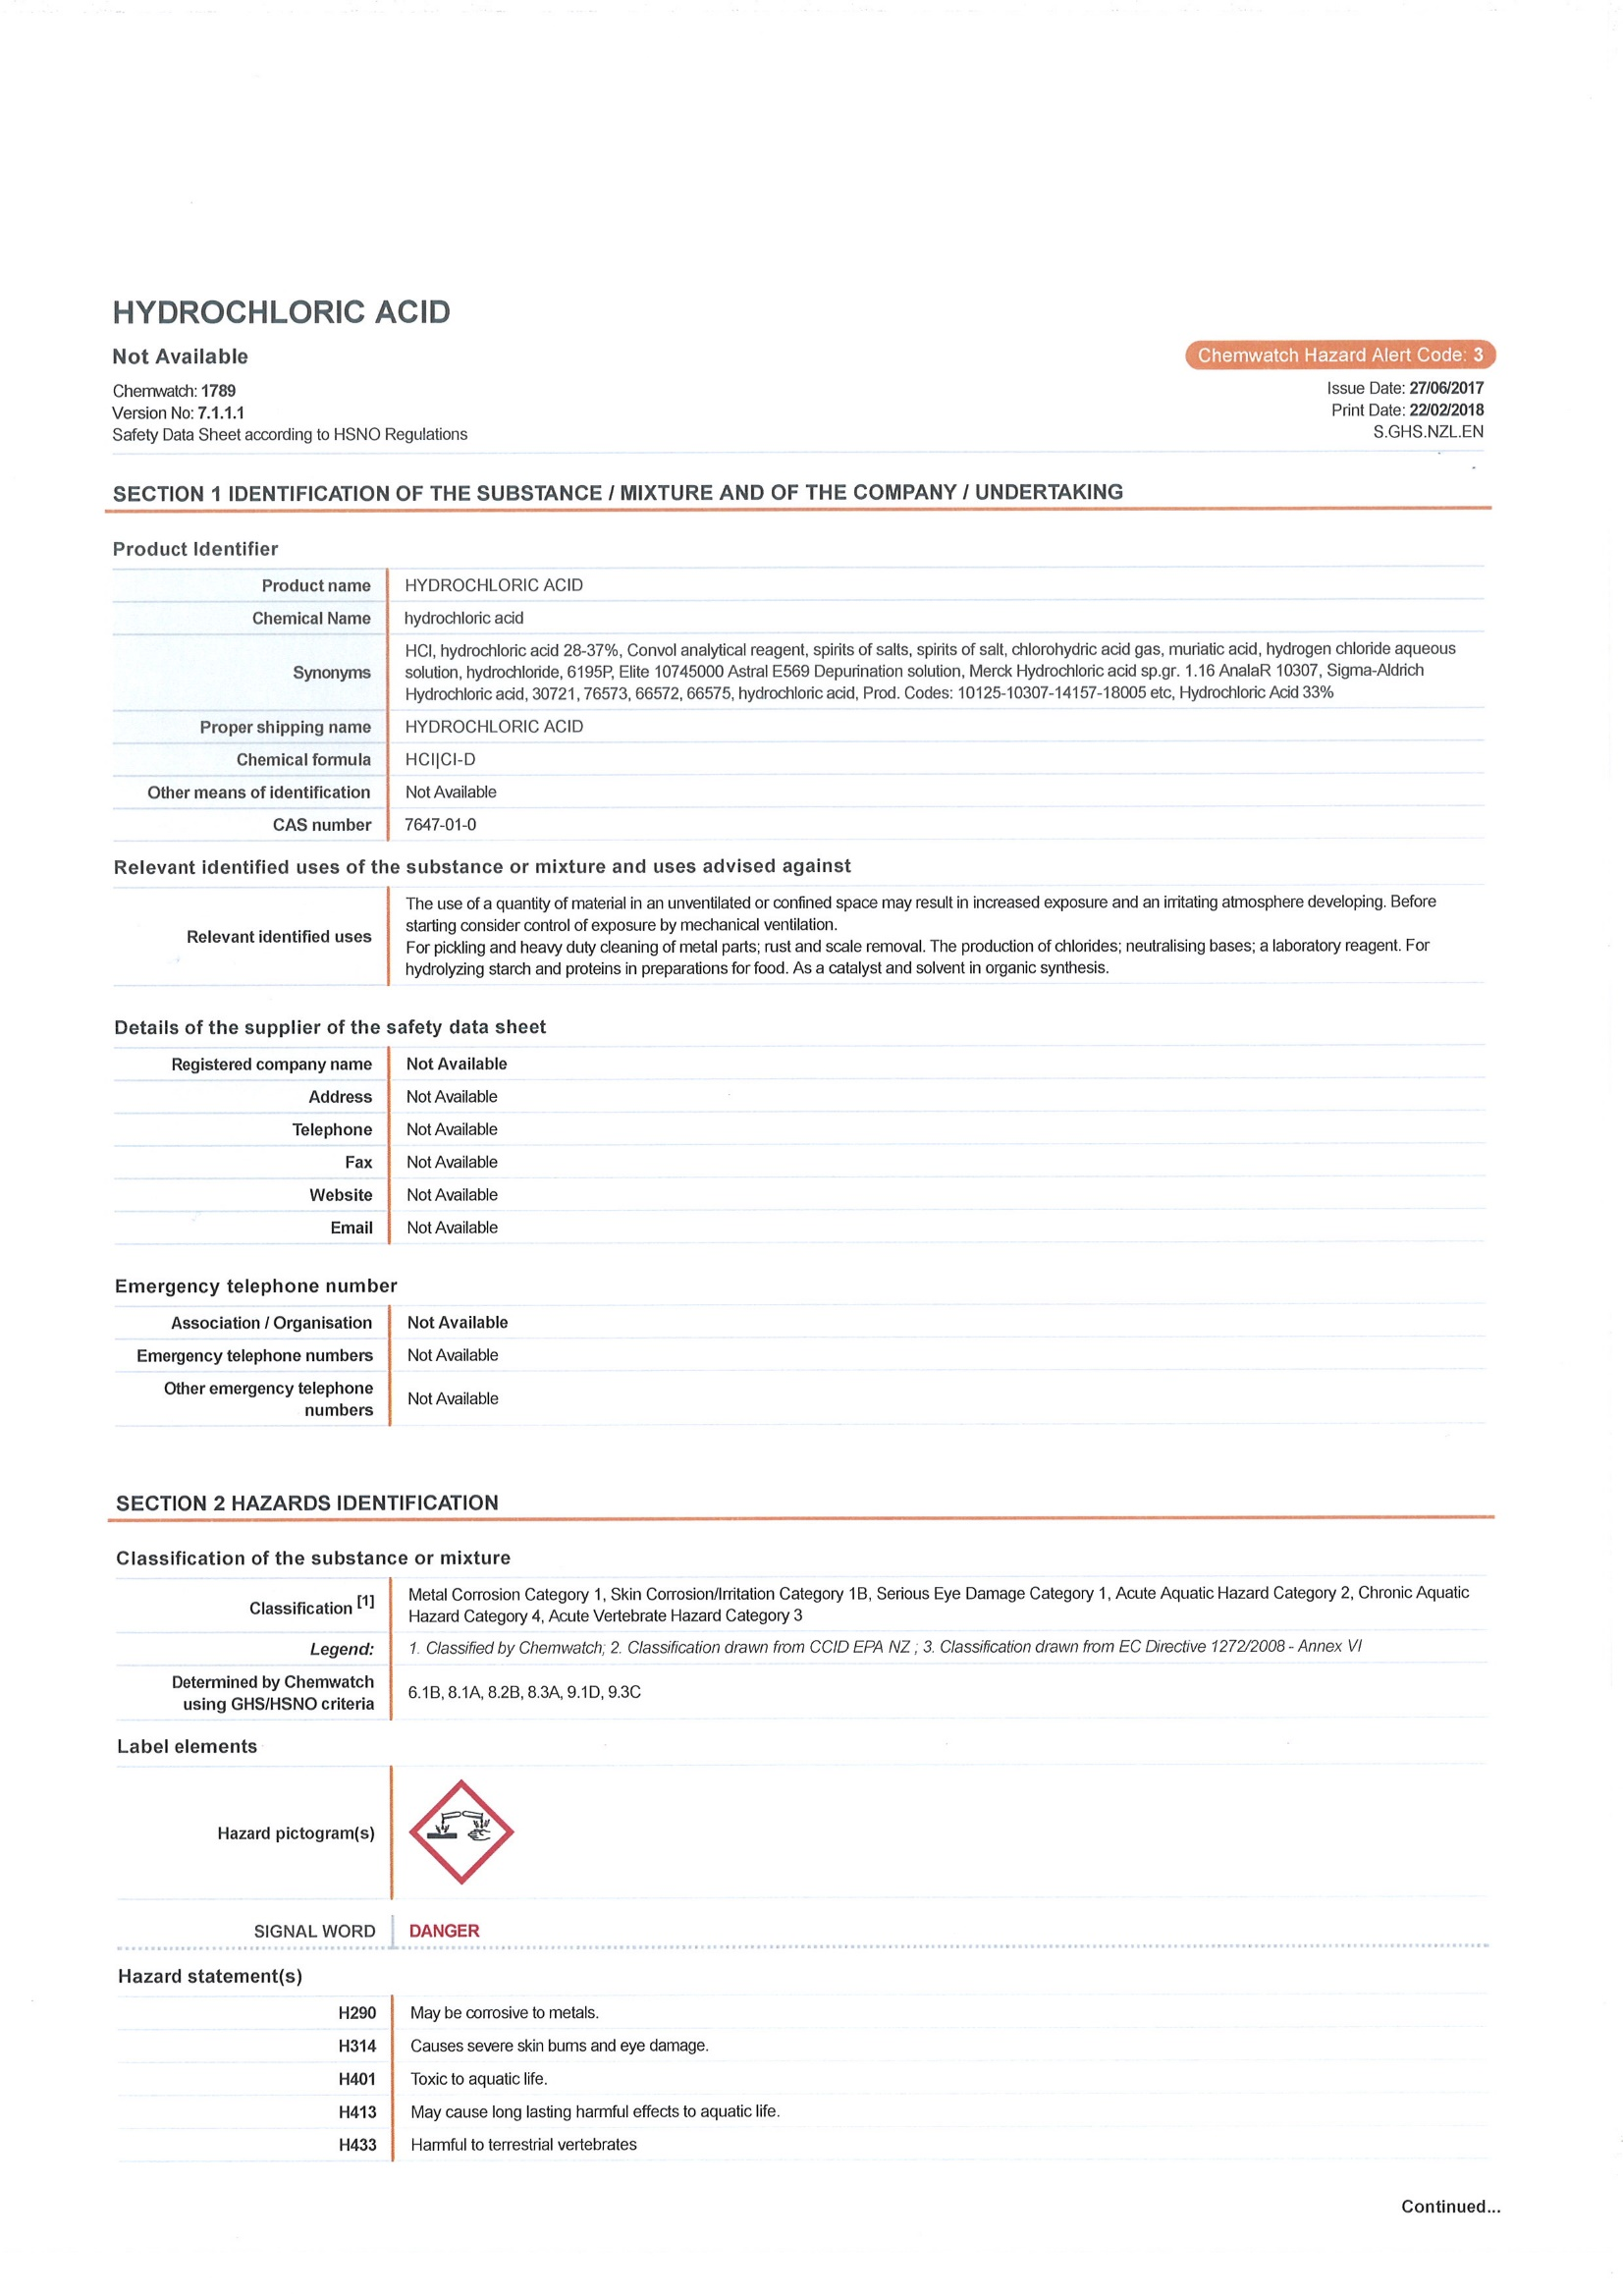 HYDROCHLORIC ACID
Not Available
Chemwatch Hazard Alert Code: 3
Chemwatch: 1789
Issue Date: 27/06/2017
Version No: 7.1.1.1
Print Date: 22/02/2018
Safety Data Sheet according to HSNO Regulations
S.GHS.NZL.EN
SECTION 1 IDENTIFICATION OF THE SUBSTANCE / MIXTURE AND OF THE COMPANY / UNDERTAKING
Product Identifier
Product name HYDROCHLORIC ACID
Chemical Name hydrochloric acid
Synonyms
HCl, hydrochloric acid 28-37%, Convol analytical reagent, spirits of salts, spirits of salt, chlorohydric acid gas, muriatic acid, hydrogen chloride aqueous
solution, hydrochloride, 6195P, Elite 10745000 Astral E569 Depurination solution, Merck Hydrochloric acid sp.gr. 1.16 AnalaR 10307, Sigma-Aldrich
Hydrochloric acid, 30721, 76573, 66572, 66575, hydrochloric acid, Prod. Codes: 10125-10307-14157-18005 etc, Hydrochloric Acid 33%
Proper shipping name HYDROCHLORIC ACID
Chemical formula HCl|Cl-D
Other means of identification Not Available
CAS number 7647-01-0
Relevant identified uses of the substance or mixture and uses advised against
Relevant identified uses
The use of a quantity of material in an unventilated or confined space may result in increased exposure and an irritating atmosphere developing. Before
starting consider control of exposure by mechanical ventilation.
For pickling and heavy duty cleaning of metal parts; rust and scale removal. The production of chlorides; neutralising bases; a laboratory reagent. For
hydrolyzing starch and proteins in preparations for food. As a catalyst and solvent in organic synthesis.
Details of the supplier of the safety data sheet
Registered company name Not Available
Address Not Available
Telephone Not Available
Fax Not Available
Website Not Available
Email Not Available
Emergency telephone number
Association / Organisation Not Available
Emergency telephone numbers Not Available
Other emergency telephone
numbers
Not Available
SECTION 2 HAZARDS IDENTIFICATION
Classification of the substance or mixture
Classification [1]
Metal Corrosion Category 1, Skin Corrosion/Irritation Category 1B, Serious Eye Damage Category 1, Acute Aquatic Hazard Category 2, Chronic Aquatic
Hazard Category 4, Acute Vertebrate Hazard Category 3
Legend: 1. Classified by Chemwatch; 2. Classification drawn from CCID EPA NZ ; 3. Classification drawn from EC Directive 1272/2008 - Annex VI
Determined by Chemwatch
using GHS/HSNO criteria
6.1B, 8.1A, 8.2B, 8.3A, 9.1D, 9.3C
Label elements
Hazard pictogram(s)
SIGNAL WORD DANGER
Hazard statement(s)
H290 May be corrosive to metals.
H314 Causes severe skin burns and eye damage.
H401 Toxic to aquatic life.
H413 May cause long lasting harmful effects to aquatic life.
H433 Harmful to terrestrial vertebrates
Continued...